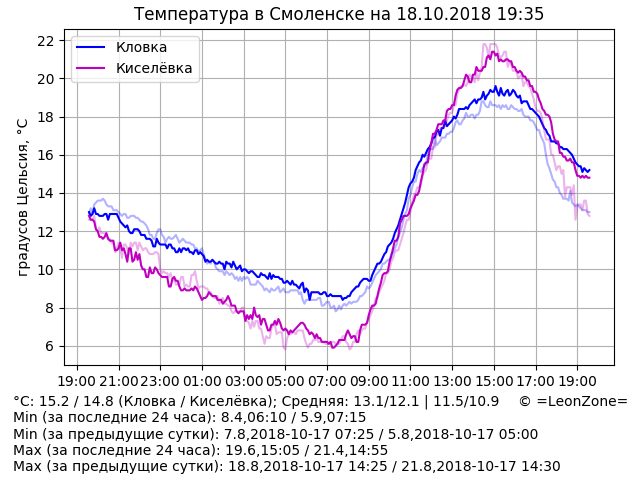 Температура в Смоленске на 18.10.2018 19:35
Кловка
Киселёвка
градусов Цельсия, °C
22
20
18
16
14
12
10
8
6
19:00 21:00 23:00 01:00 03:00 05:00 07:00 09:00 11:00 13:00 15:00 17:00 19:00
°C: 15.2 / 14.8 (Кловка / Киселёвка); Средняя: 13.1/12.1 | 11.5/10.9 © =LeonZone=
Min (за последние 24 часа): 8.4,06:10 / 5.9,07:15
Min (за предыдущие сутки): 7.8,2018-10-17 07:25 / 5.8,2018-10-17 05:00
Max (за последние 24 часа): 19.6,15:05 / 21.4,14:55
Max (за предыдущие сутки): 18.8,2018-10-17 14:25 / 21.8,2018-10-17 14:30